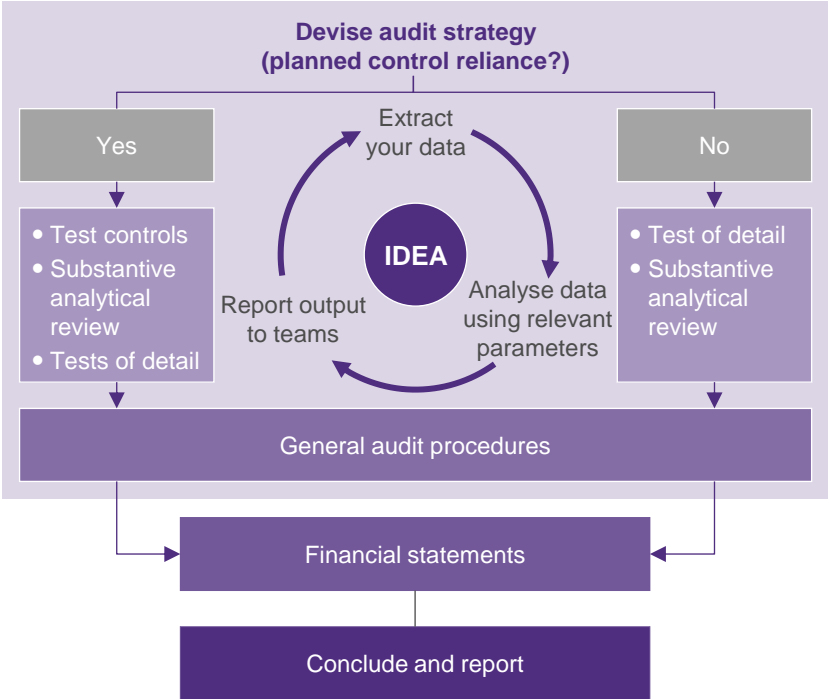 Devise audit strategy
(planned control reliance?)
Yes
Extract
your data
No
• Test controls
• Substantive
analytical
review
• Tests of detail
IDEA
Report output
to teams
Analyse data
using relevant
parameters
• Test of detail
• Substantive
analytical
review
General audit procedures
Financial statements
Conclude and report